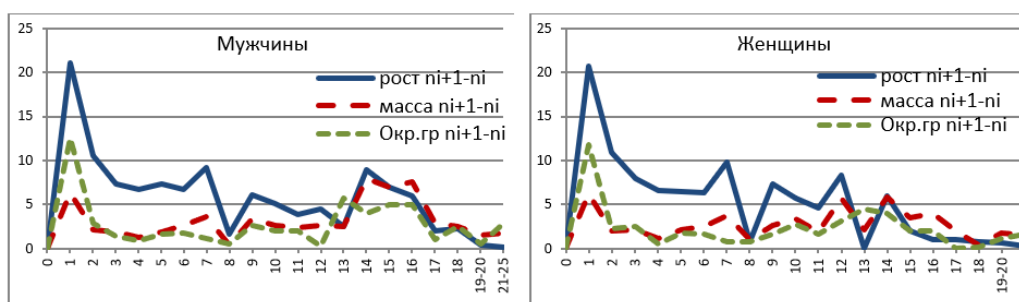 Мужчины
рост ni+1-ni
масса ni+1-ni
Окр.гр ni+1-ni
25
20
15
10
5
0
0 1 2 3 4 5 6 7 8 9 10 11 12 13 14 15 16 17 18 19-20 21-25
Женщины
рост ni+1-ni
масса ni+1-ni
Окр.гр ni+1-ni
25
20
15
10
5
0
0 1 2 3 4 5 6 7 8 9 10 11 12 13 14 15 16 17 18 19-20